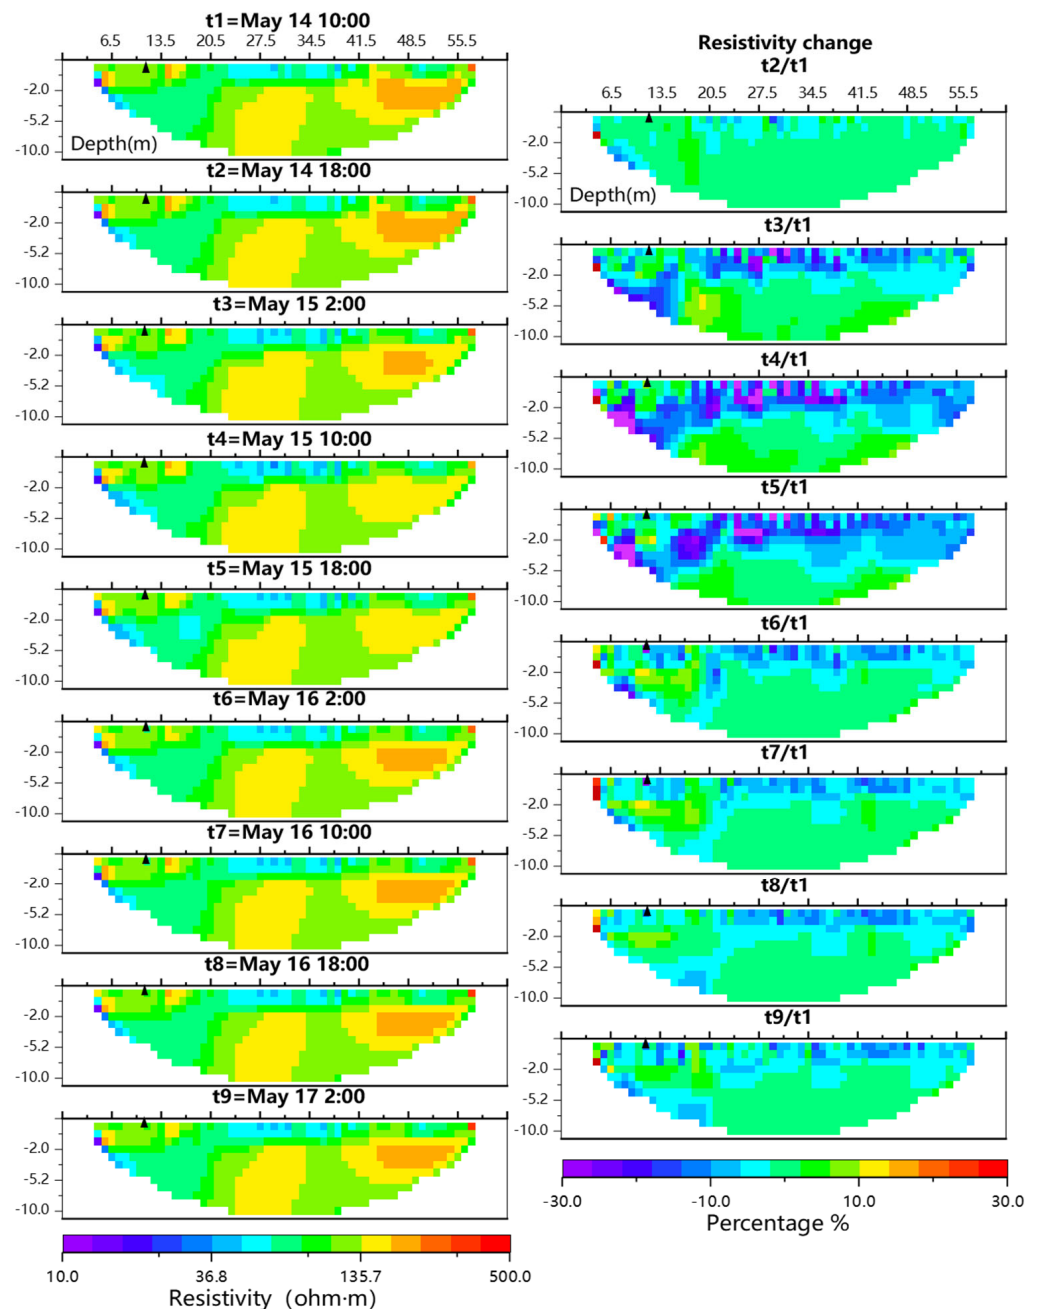 t1=May 14 10:00
6.5 13.5 20.5 27.5 34.5 41.5 48.5 55.5
-2.0
-5.2
-10.0
Depth(m)
t2=May 14 18:00
-2.0
-5.2
-10.0
t3=May 15 2:00
-2.0
-5.2
-10.0
t4=May 15 10:00
-2.0
-5.2
-10.0
t5=May 15 18:00
-2.0
-5.2
-10.0
t6=May 16 2:00
-2.0
-5.2
-10.0
t7=May 16 10:00
-2.0
-5.2
-10.0
t8=May 16 18:00
-2.0
-5.2
-10.0
t9=May 17 2:00
-2.0
-5.2
-10.0
10.0 36.8 135.7 500.0
Resistivity (ohm·m)
Resistivity change
t2/t1
6.5 13.5 20.5 27.5 34.5 41.5 48.5 55.5
-2.0
-5.2
-10.0
Depth(m)
t3/t1
-2.0
-5.2
-10.0
t4/t1
-2.0
-5.2
-10.0
t5/t1
-2.0
-5.2
-10.0
t6/t1
-2.0
-5.2
-10.0
t7/t1
-2.0
-5.2
-10.0
t8/t1
-2.0
-5.2
-10.0
t9/t1
-2.0
-5.2
-10.0
-30.0 -10.0 10.0 30.0
Percentage %